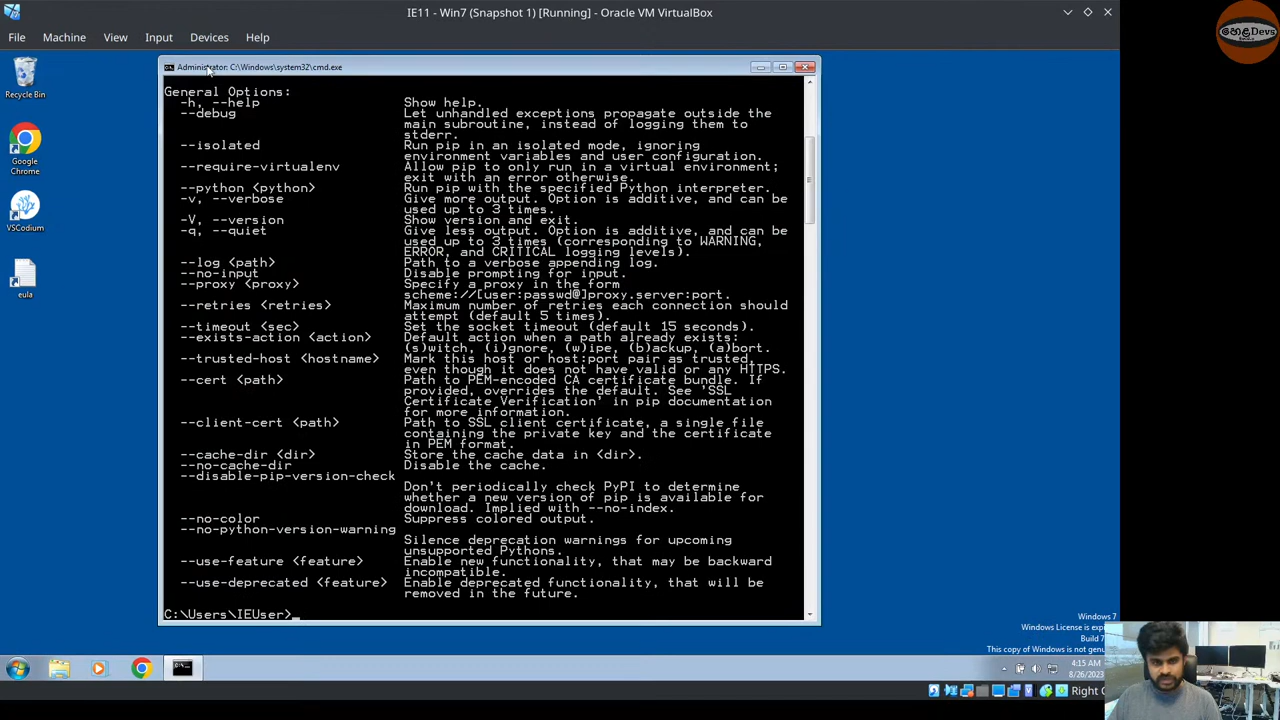 IE11 - Win7 (Snapshot 1) [Running] - Oracle VM VirtualBox
File Machine View Input Devices Help
හෙළDevs
Recycle Bin
Google Chrome
VSCodium
eula
Administrator: C:\Windows\system32\cmd.exe
General Options:
-h, --help Show help.
--debug Let unhandled exceptions propagate outside the
main subroutine, instead of logging them to
stderr.
--isolated Run pip in an isolated mode, ignoring
environment variables and user configuration.
--require-virtualenv Allow pip to only run in a virtual environment;
exit with an error otherwise.
--python <python> Run pip with the specified Python interpreter.
-v, --verbose Give more output. Option is additive, and can be
used up to 3 times.
-V, --version Show version and exit.
-q, --quiet Give less output. Option is additive, and can be
used up to 3 times (corresponding to WARNING,
ERROR, and CRITICAL logging levels).
--log <path> Path to a verbose appending log.
--no-input Disable prompting for input.
--proxy <proxy> Specify a proxy in the form
scheme://[user:passwd@]proxy.server:port.
--retries <retries> Maximum number of retries each connection should
attempt (default 5 times).
--timeout <sec> Set the socket timeout (default 15 seconds).
--exists-action <action> Default action when a path already exists:
(s)witch, (i)gnore, (w)ipe, (b)ackup, (a)bort.
--trusted-host <hostname> Mark this host or host:port pair as trusted,
even though it does not have valid or any HTTPS.
--cert <path> Path to PEM-encoded CA certificate bundle. If
provided, overrides the default. See 'SSL
Certificate Verification' in pip documentation
for more information.
--client-cert <path> Path to SSL client certificate, a single file
containing the private key and the certificate
in PEM format.
--cache-dir <dir> Store the cache data in <dir>.
--no-cache-dir Disable the cache.
--disable-pip-version-check
Don't periodically check PyPI to determine
whether a new version of pip is available for
download. Implied with --no-index.
--no-color Suppress colored output.
--no-python-version-warning
Silence deprecation warnings for upcoming
unsupported Pythons.
--use-feature <feature> Enable new functionality, that may be backward
incompatible.
--use-deprecated <feature> Enable deprecated functionality, that will be
removed in the future.
C:\Users\IEUser>_
Windows 7
Windows License is
Build 7
This copy of Windows is not
4:15 AM
8/26/2023
Right